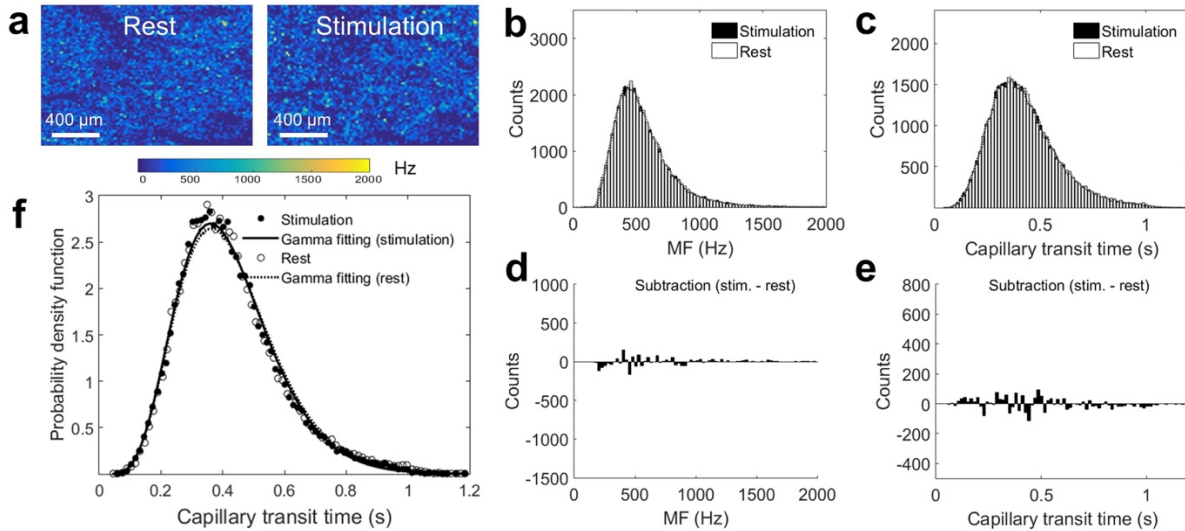 a
Rest
400 µm
Stimulation
400 µm
0 500 1000 1500 2000
Hz
b
3500
3000
2000
1000
0
Counts
Stimulation
Rest
0 500 1000 1500 2000
MF (Hz)
c
2000
1500
1000
500
Counts
Stimulation
Rest
0 0.5 1
Capillary transit time (s)
f
3
2.5
2
1.5
1
0.5
Probability density function
Stimulation
Gamma fitting (stimulation)
Rest
Gamma fitting (rest)
0 0.2 0.4 0.6 0.8 1 1.2
Capillary transit time (s)
d
1000
500
0
-500
-1000
-1500
Counts
Subtraction (stim. - rest)
0 500 1000 1500 2000
MF (Hz)
e
800
600
400
200
0
-200
-400
Counts
Subtraction (stim. - rest)
0 0.5 1
Capillary transit time (s)